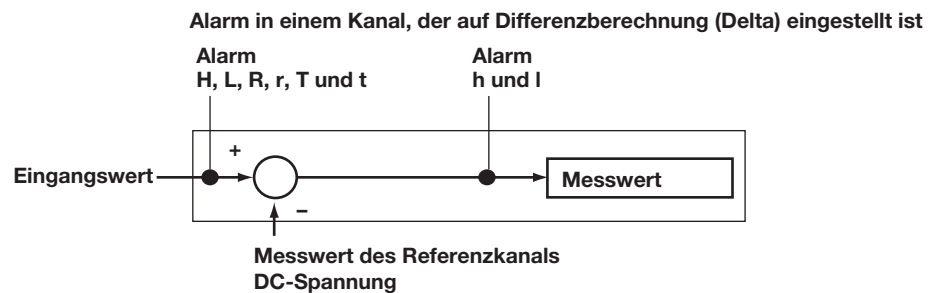 Alarm in einem Kanal, der auf Differenzberechnung (Delta) eingestellt ist
Alarm
H, L, R, r, T und t
Alarm
h und l
+
Eingangswert
Messwert
–
Messwert des Referenzkanals
DC-Spannung